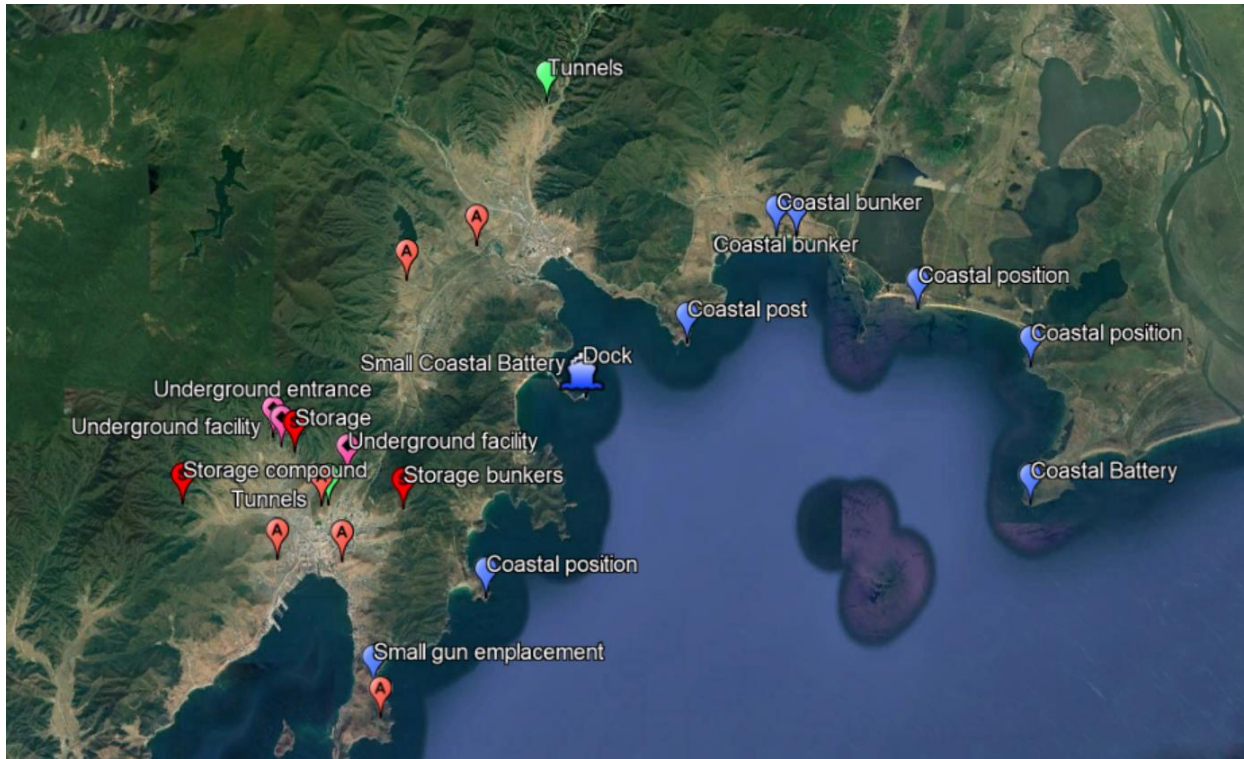 Tunnels
Coastal bunker
Coastal bunker
Coastal position
Coastal post
Coastal position
Small Coastal Battery
Dock
Underground entrance
Storage
Underground facility
Underground facility
Storage compound
Storage bunkers
Coastal Battery
Tunnels
A
A
A
A
A
Coastal position
Small gun emplacement